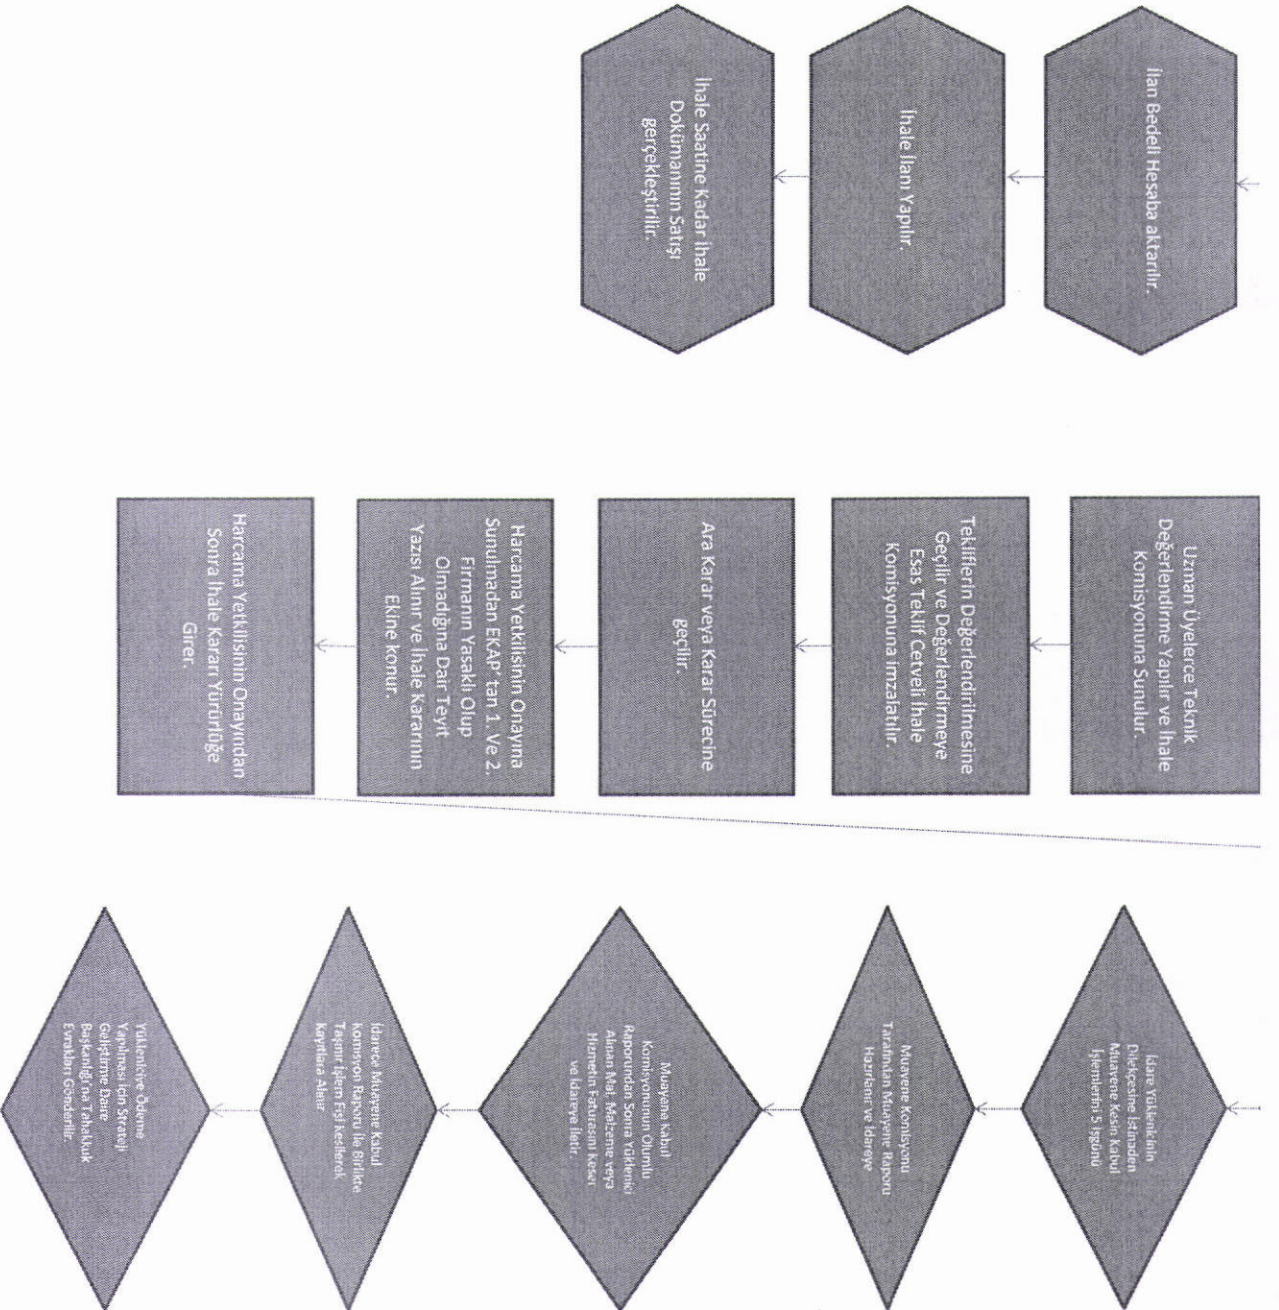 İlan Bedeli Hesaba aktarılır.
İhale İlanı Yapılır.
İhale Saatine Kadar İhale
Dokümanının Satışı
gerçekleştirilir.
Uzman Üyelerce Teknik
Değerlendirme Yapılır ve İhale
Komisyonuna Sunulur.
Tekliflerin Değerlendirilmesine
Geçilir ve Değerlendirmeye
Esas Teklif Cetveli İhale
Komisyonuna imzalatılır.
Ara Karar veya Karar Sürecine
geçilir.
Harcama Yetkilisinin Onayına
Sunulmadan EKAP' tan 1. Ve 2.
Firmanın Yasaklı Olup
Olmadığına Dair Teyit
Yazısı Alınır ve İhale Kararının
Ekine konur.
Harcama Yetkilisinin Onayından
Sonra İhale Kararı Yürürlüğe
Girer.
İdare Yüklenicinin
Dilekçesine İstinaden
Muayene Kesin Kabul
İşlemlerini 5 İşgünü
Muayene Komisyonu
Tarafından Muayene Raporu
Hazırlanır ve İdareye
Muayene Kabul
Komisyonunun Olumlu
Raporundan Sonra Yüklenici
Alınan Mal, Malzeme veya
Hizmetin Faturasını Keser
ve İdareye İletir.
İdarece Muayene Kabul
Komisyon Raporu İle Birlikte
Taşınır İşlem Fişi Kesilerek
Kayıtlara Alınır
Yükleniciye Ödeme
Yapılması İçin Strateji
Geliştirme Daire
Başkanlığı'na Tahakkuk
Evrakları Gönderilir.